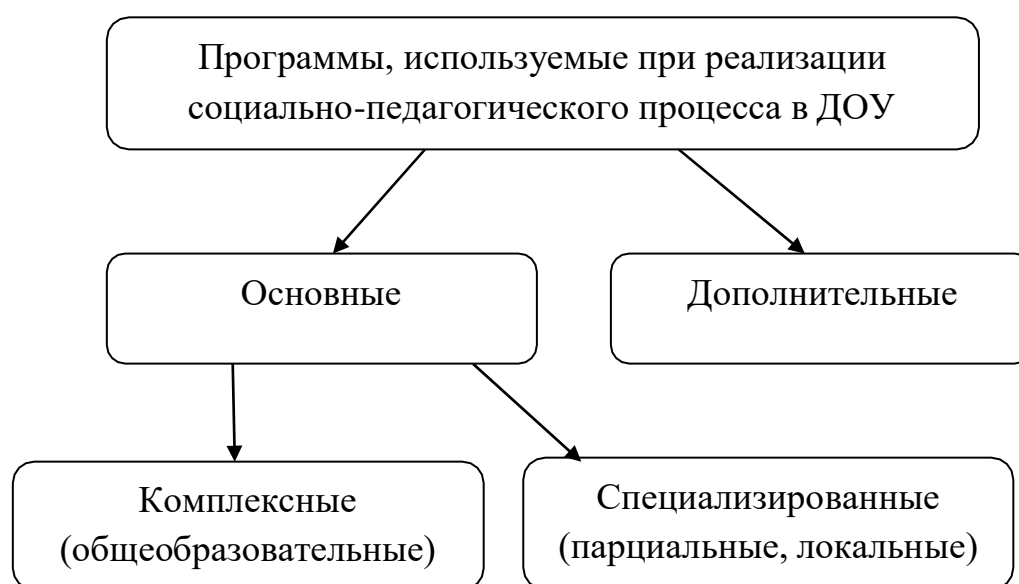 Программы, используемые при реализации
социально-педагогического процесса в ДОУ
Основные
Дополнительные
Комплексные
(общеобразовательные)
Специализированные
(парциальные, локальные)